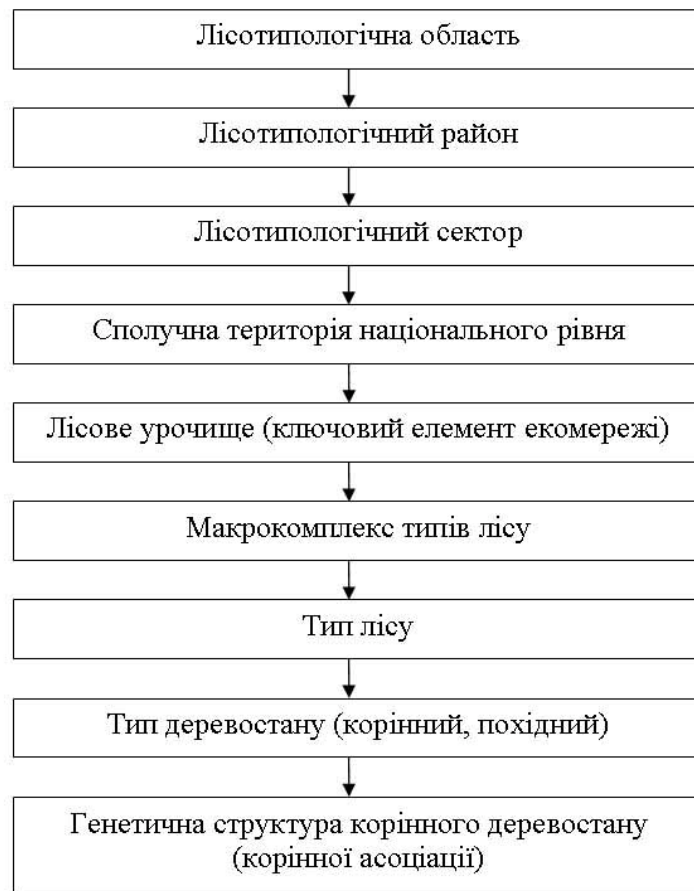 Лісотипологічна область
Лісотипологічний район
Лісотипологічний сектор
Сполучна територія національного рівня
Лісове урочище (ключовий елемент екомережі)
Макрокомплекс типів лісу
Тип лісу
Тип деревостану (корінний, похідний)
Генетична структура корінного деревостану
(корінної асоціації)